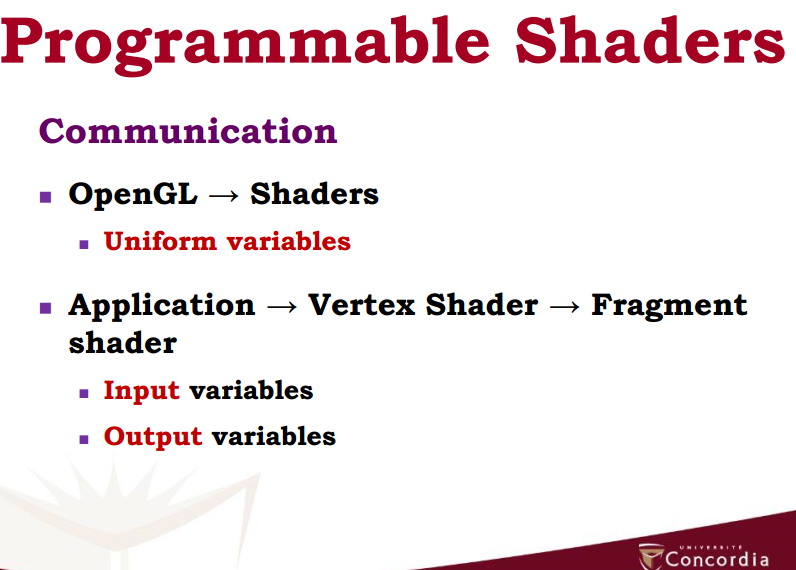 Programmable Shaders
Communication
▪ OpenGL → Shaders
▪ Uniform variables
▪ Application → Vertex Shader → Fragment
shader
▪ Input variables
▪ Output variables
UNIVERSITÉ
Concordia